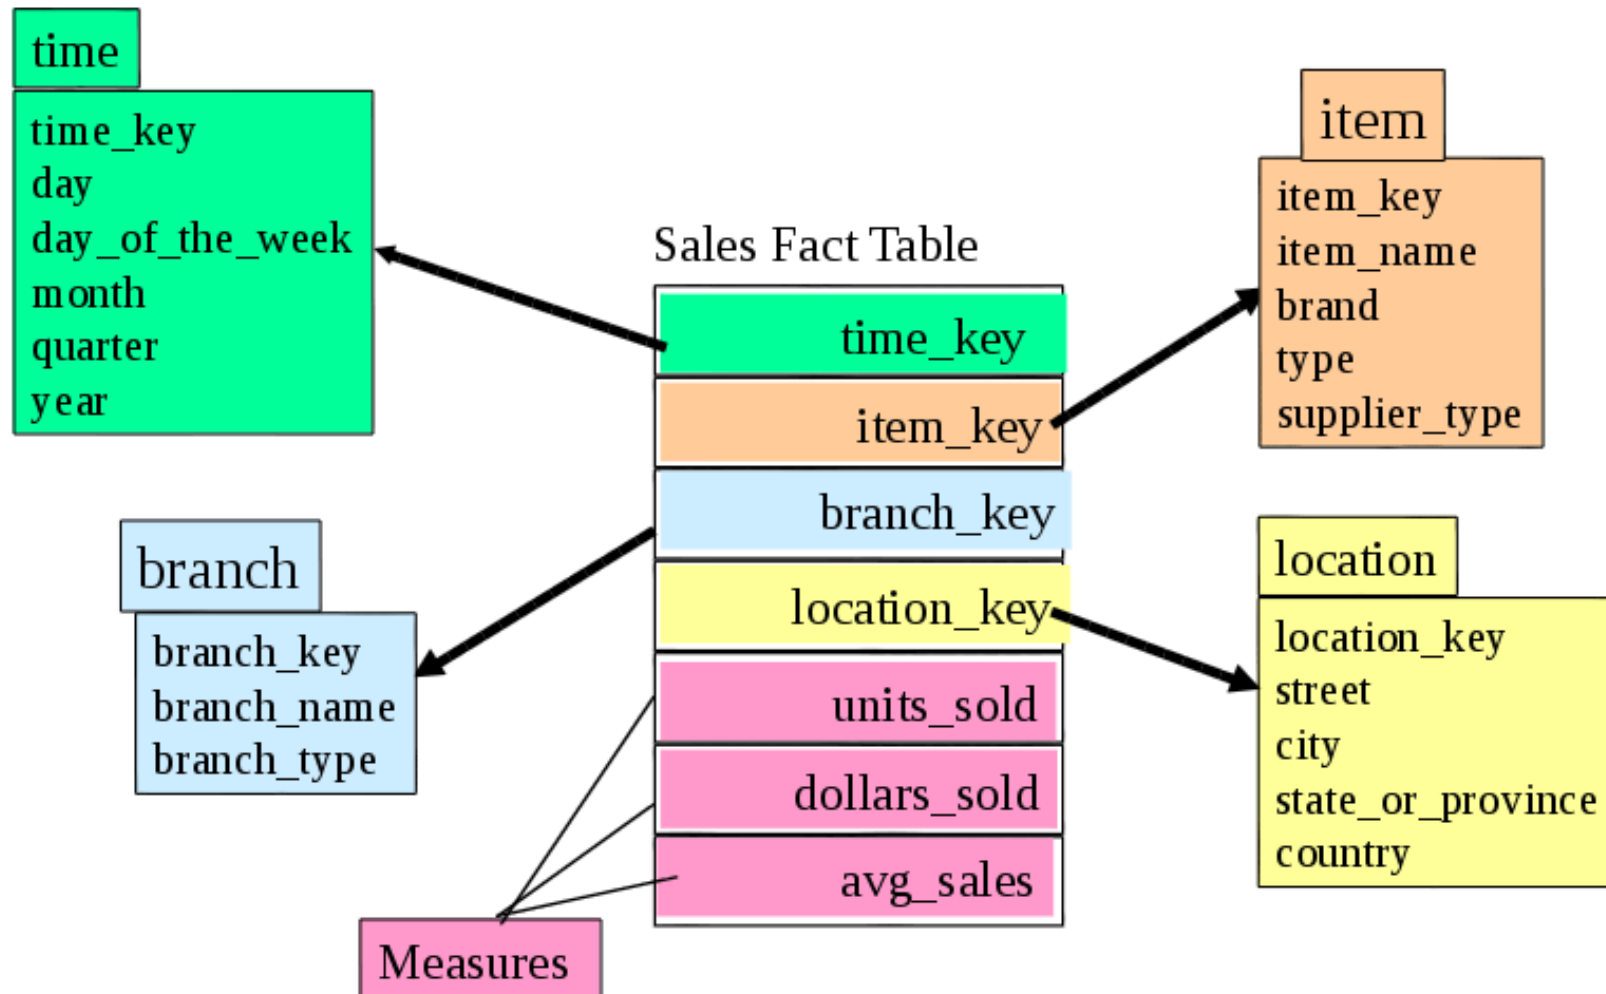 time
time_key
day
day_of_the_week
month
quarter
year
item
item_key
item_name
brand
type
supplier_type
Sales Fact Table
time_key
item_key
branch_key
location_key
units_sold
dollars_sold
avg_sales
branch
branch_key
branch_name
branch_type
location
location_key
street
city
state_or_province
country
Measures